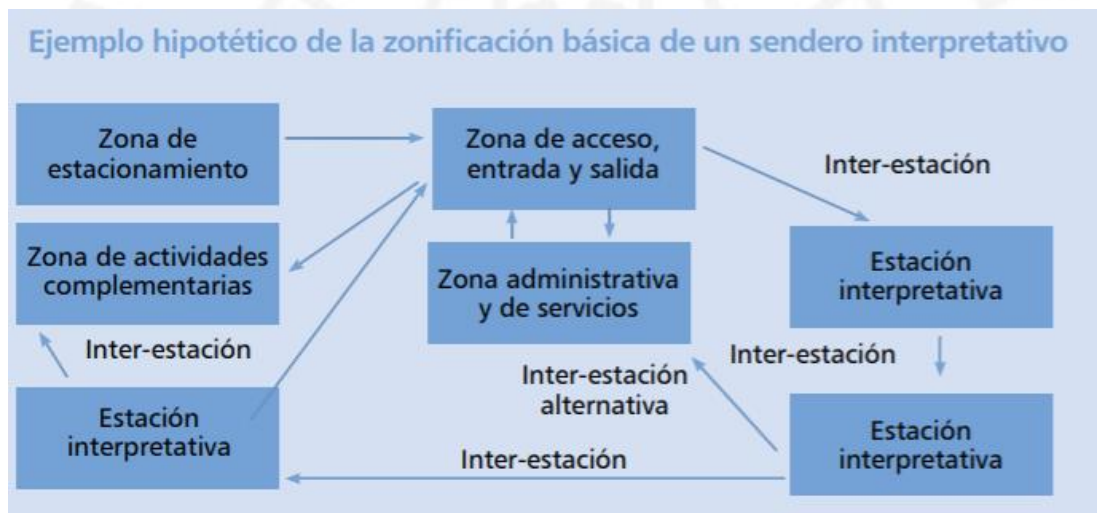 Ejemplo hipotético de la zonificación básica de un sendero interpretativo
Zona de
estacionamiento
Zona de acceso,
entrada y salida
Inter-estación
Zona de actividades
complementarias
Zona administrativa
y de servicios
Estación
interpretativa
Inter-estación
Inter-estación
Inter-estación
alternativa
Estación
interpretativa
Inter-estación
Estación
interpretativa